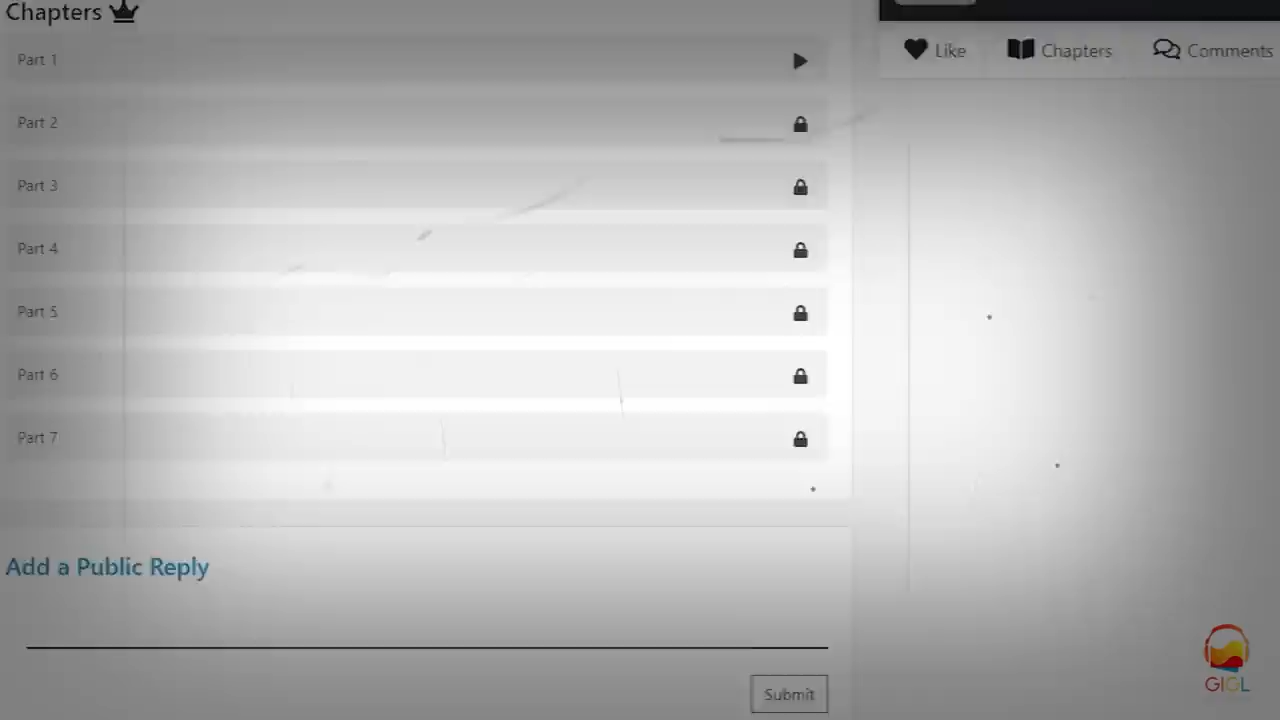 Chapters
Part 1
Part 2
Part 3
Part 4
Part 5
Part 6
Part 7
Add a Public Reply
Submit
Like
Chapters
Comments
GIGL